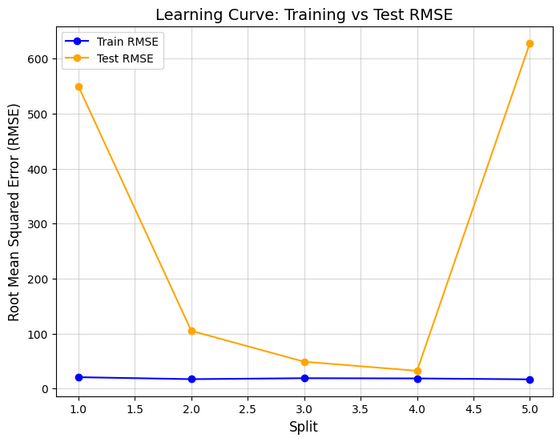 Learning Curve: Training vs Test RMSE
Train RMSE
Test RMSE
Root Mean Squared Error (RMSE)
600
500
400
300
200
100
0
1.0 1.5 2.0 2.5 3.0 3.5 4.0 4.5 5.0
Split